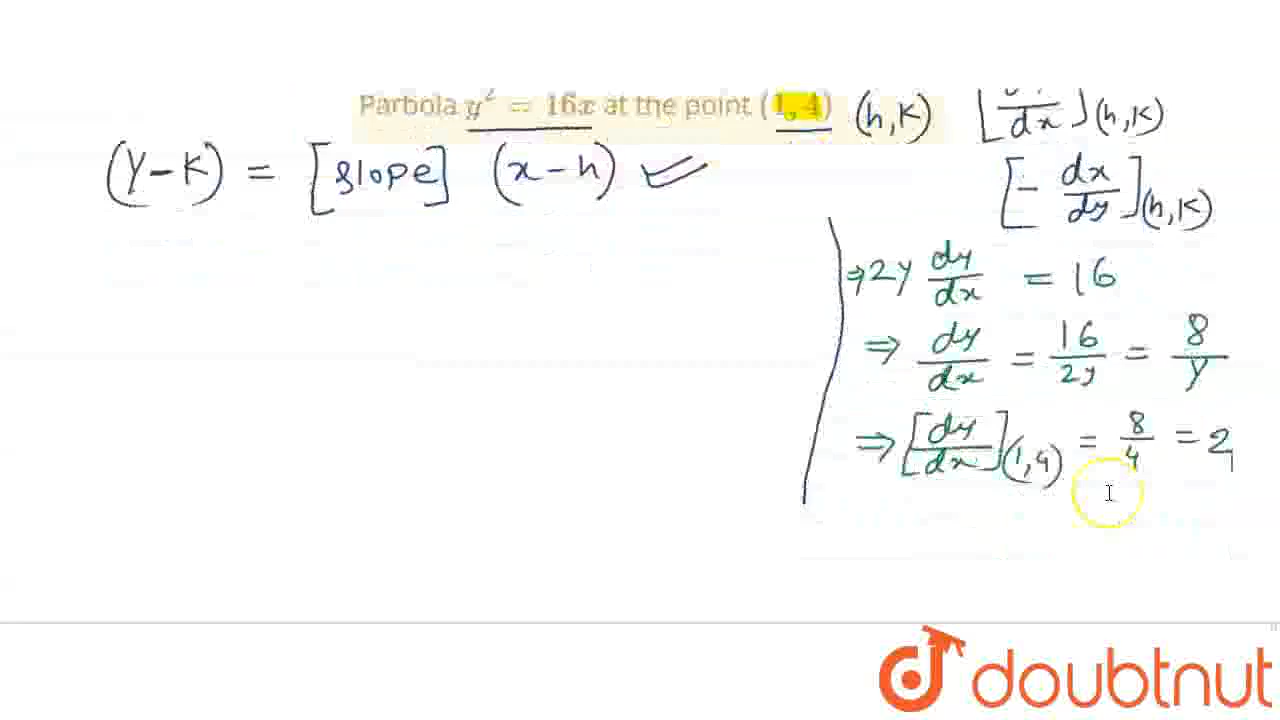 Parbola y² = 16x at the point (1, 4) (h,K) [dy/dx](h,K)
(Y-K) = [slope] (x-h) ✓
[- dx/dy](h,K)
⇒ 2y dy/dx = 16
⇒ dy/dx = 16/2y = 8/y
⇒ [dy/dx](1,4) = 8/4 = 2
doubtnut